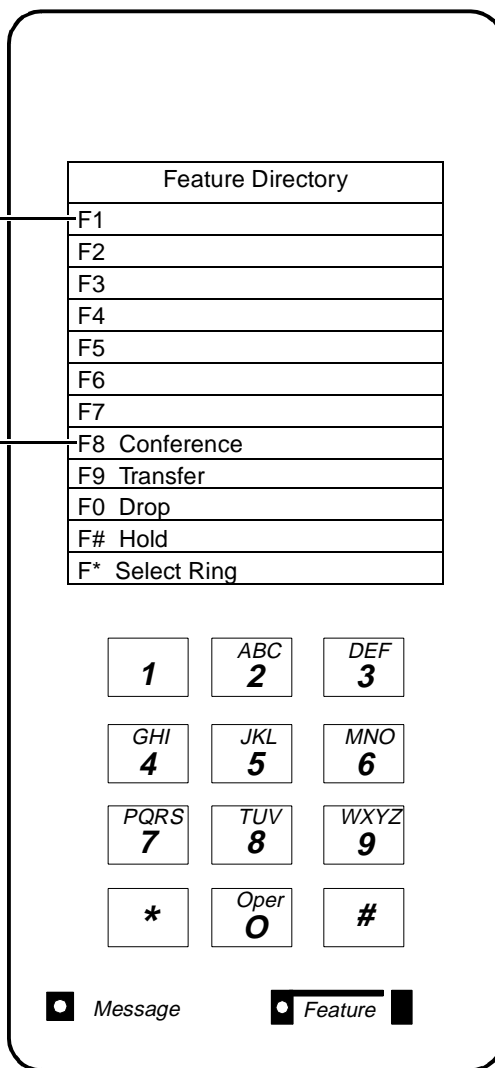 Feature Directory
F1
F2
F3
F4
F5
F6
F7
F8 Conference
F9 Transfer
F0 Drop
F# Hold
F* Select Ring
1
ABC
2
DEF
3
GHI
4
JKL
5
MNO
6
PQRS
7
TUV
8
WXYZ
9
*
Oper
O
#
Message
Feature